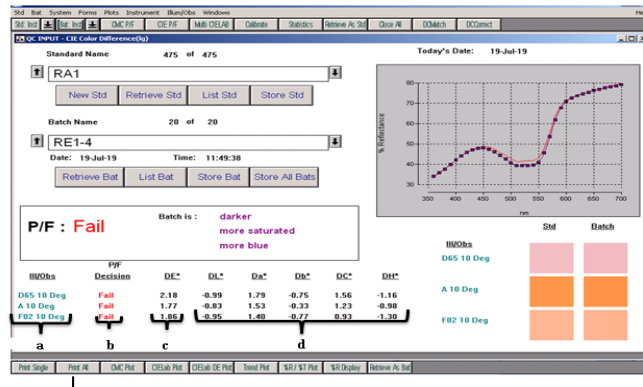 Std Bat System Forms Plots Instrument Illum/Obs Windows He
Std: Inst Bat: Inst CMC P/F CIE P/F Multi CIELAB Calibrate Statistics Retrieve As Std Close All DCMatch DCCorrect
QC INPUT - CIE Color Difference(lg)
Standard Name 475 of 475
Today's Date: 19-Jul-19
RA1
New Std Retrieve Std List Std Store Std
Batch Name 20 of 20
RE1-4
Date: 19-Jul-19 Time: 11:49:38
Retrieve Bat List Bat Store Bat Store All Bats
% Reflectance
80
70
60
50
40
30
350 400 450 500 550 600 650 700
nm
P/F : Fail
Batch is : darker
more saturated
more blue
Std Batch
Ill/Obs
D65 10 Deg
A 10 Deg
F02 10 Deg
P/F
Ill/Obs Decision DE* DL* Da* Db* DC* DH*
D65 10 Deg Fail 2.18 -0.99 1.79 -0.75 1.56 -1.16
A 10 Deg Fail 1.77 -0.83 1.53 -0.33 1.23 -0.98
F02 10 Deg Fail 1.86 -0.95 1.40 -0.77 0.93 -1.30
a b c d
Print Single Print All CMC Plot CIELab Plot CIELab DE Plot Trend Plot %R / %T Plot %R Display Retrieve As Bat